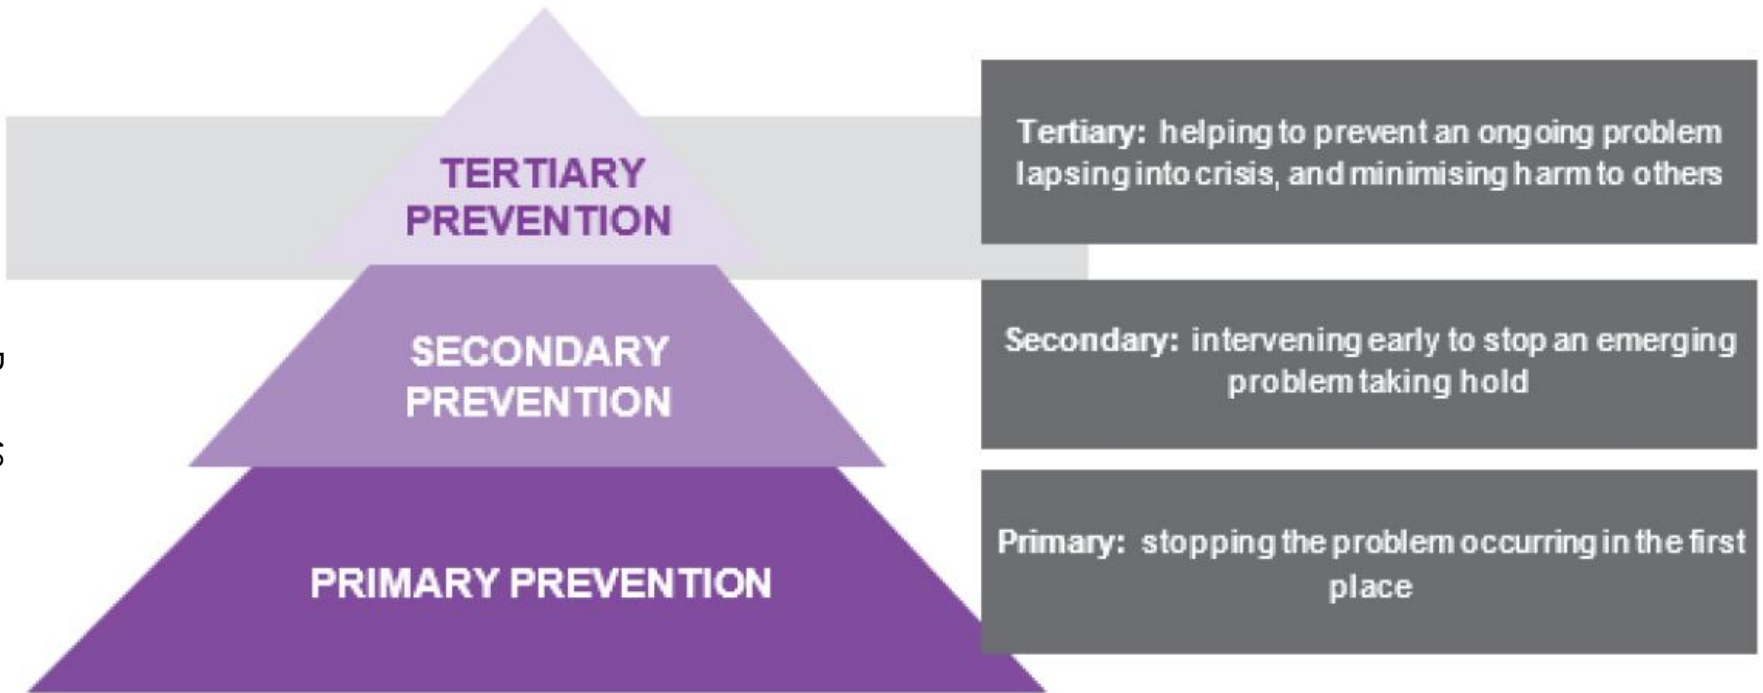 TERTIARY
PREVENTION
Tertiary: helping to prevent an ongoing problem
lapsing into crisis, and minimising harm to others
SECONDARY
PREVENTION
Secondary: intervening early to stop an emerging
problem taking hold
PRIMARY PREVENTION
Primary: stopping the problem occurring in the first
place